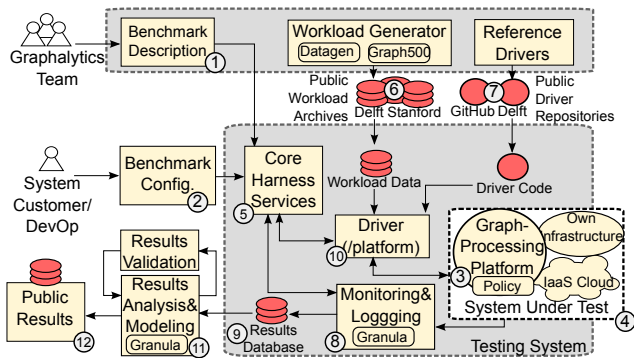 Graphalytics
Team
Benchmark
Description
1
Workload Generator
Datagen
Graph500
Reference
Drivers
Public
Workload
Archives
6
Delft Stanford
7
GitHub Delft
Public
Driver
Repositories
System
Customer/
DevOp
Benchmark
Config.
2
Core
Harness
Services
5
Workload Data
Driver Code
Driver
(/platform)
10
Graph-
Processing
Platform
3
Policy
Own
Infrastructure
IaaS Cloud
System Under Test
4
Results
Validation
Results
Analysis&Modeling
Granula
11
Public
Results
12
9
Results
Database
Monitoring&
Loggging
8
Granula
Testing System